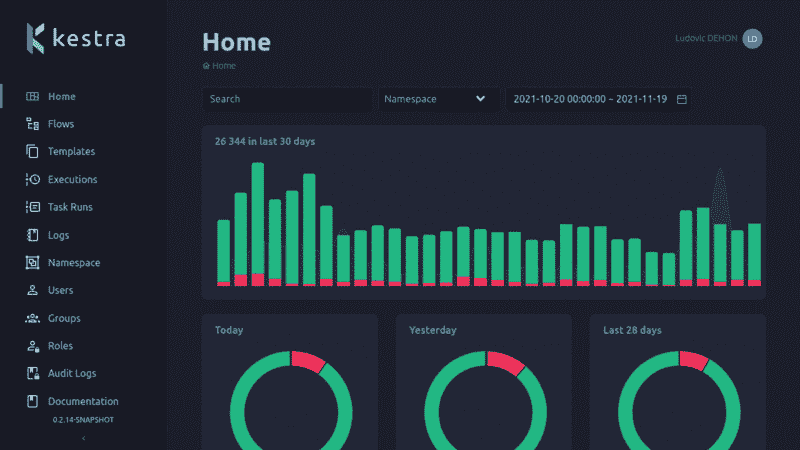 kestra
Home
Flows
Templates
Executions
Task Runs
Logs
Namespace
Users
Groups
Roles
Audit Logs
Documentation
0.2.14-SNAPSHOT
Home
Home
Ludovic DEHON
LD
Search
Namespace
2021-10-20 00:00:00 - 2021-11-19
26 344 in last 30 days
Today
Yesterday
Last 28 days